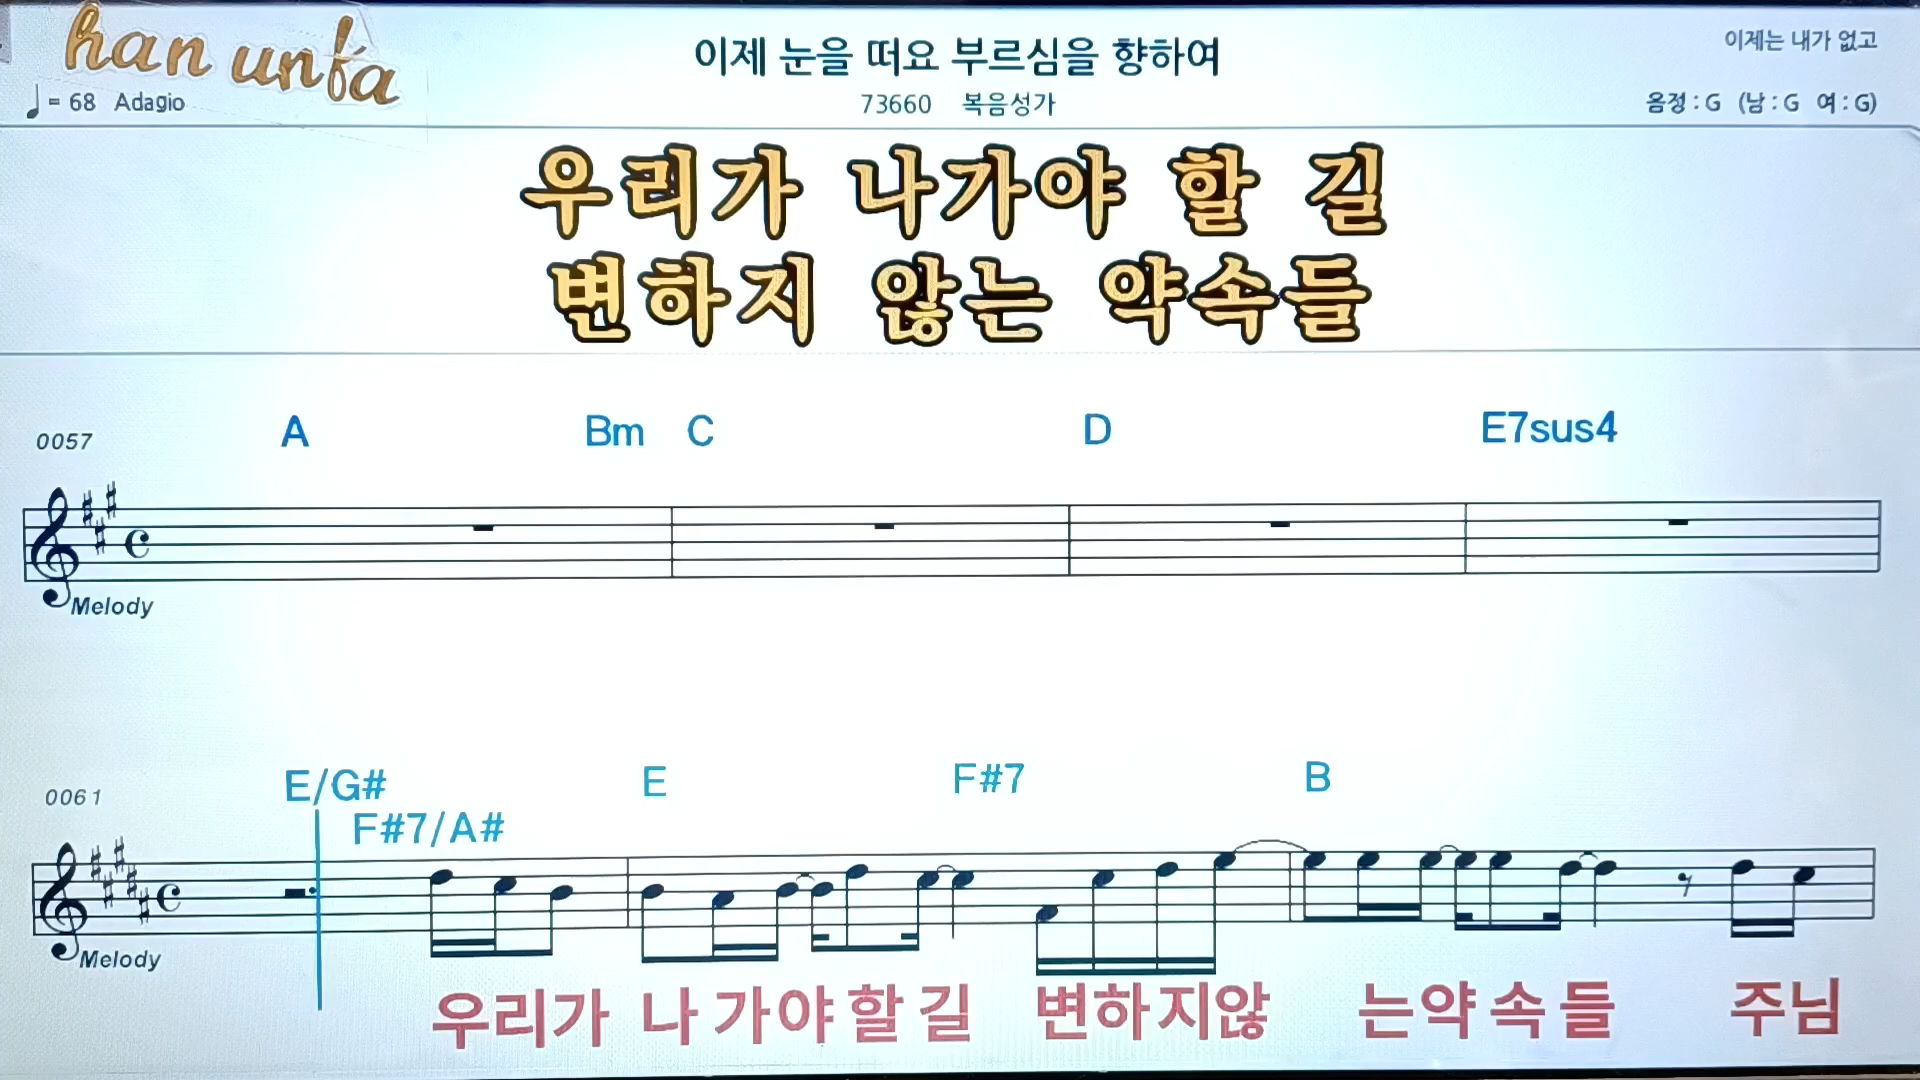 han unfa
이제 눈을 떠요 부르심을 향하여
이제는 내가 없고
♩= 68 Adagio
73660 복음성가
음정 : G (남 : G 여 : G)
우리가 나가야 할 길
변하지 않는 약속들
0057 A Bm C D E7sus4
Melody
0061 E/G# E F#7 B
F#7/A#
Melody
우리가 나 가야 할 길 변하지않 는약 속 들 주님